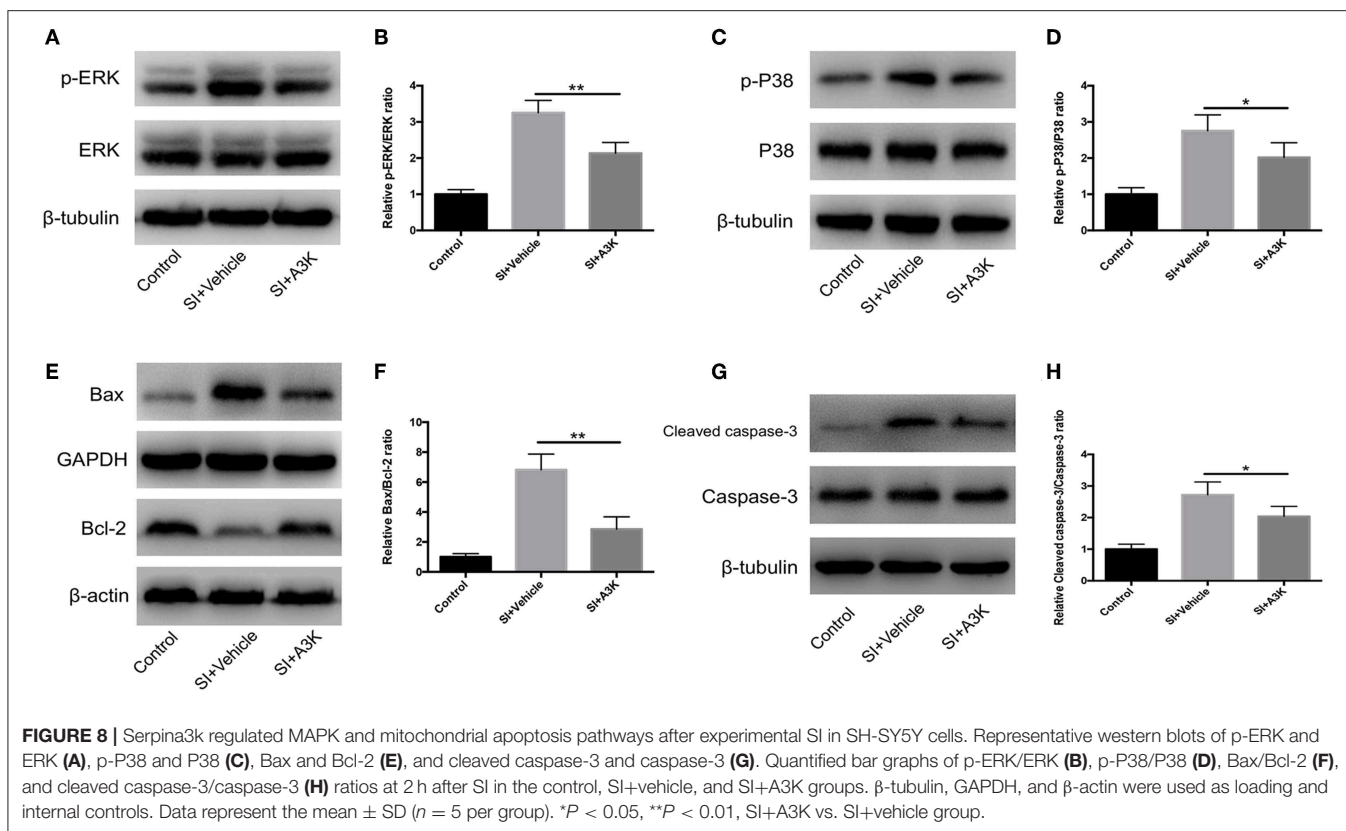 A
p-ERK
ERK
β-tubulin
Control
SI+Vehicle
SI+A3K
B
Relative p-ERK/ERK ratio
4
3
2
1
0
**
Control
SI+Vehicle
SI+A3K
C
p-P38
P38
β-tubulin
Control
SI+Vehicle
SI+A3K
D
Relative p-P38/P38 ratio
4
3
2
1
0
*
Control
SI+Vehicle
SI+A3K
E
Bax
GAPDH
Bcl-2
β-actin
Control
SI+Vehicle
SI+A3K
F
Relative Bax/Bcl-2 ratio
10
8
6
4
2
0
**
Control
SI+Vehicle
SI+A3K
G
Cleaved caspase-3
Caspase-3
β-tubulin
Control
SI+Vehicle
SI+A3K
H
Relative Cleaved caspase-3/Caspase-3 ratio
4
3
2
1
0
*
Control
SI+Vehicle
SI+A3K
FIGURE 8 | Serpina3k regulated MAPK and mitochondrial apoptosis pathways after experimental SI in SH-SY5Y cells. Representative western blots of p-ERK and
ERK (A), p-P38 and P38 (C), Bax and Bcl-2 (E), and cleaved caspase-3 and caspase-3 (G). Quantified bar graphs of p-ERK/ERK (B), p-P38/P38 (D), Bax/Bcl-2 (F),
and cleaved caspase-3/caspase-3 (H) ratios at 2 h after SI in the control, SI+vehicle, and SI+A3K groups. β-tubulin, GAPDH, and β-actin were used as loading and
internal controls. Data represent the mean ± SD (n = 5 per group). *P < 0.05, **P < 0.01, SI+A3K vs. SI+vehicle group.